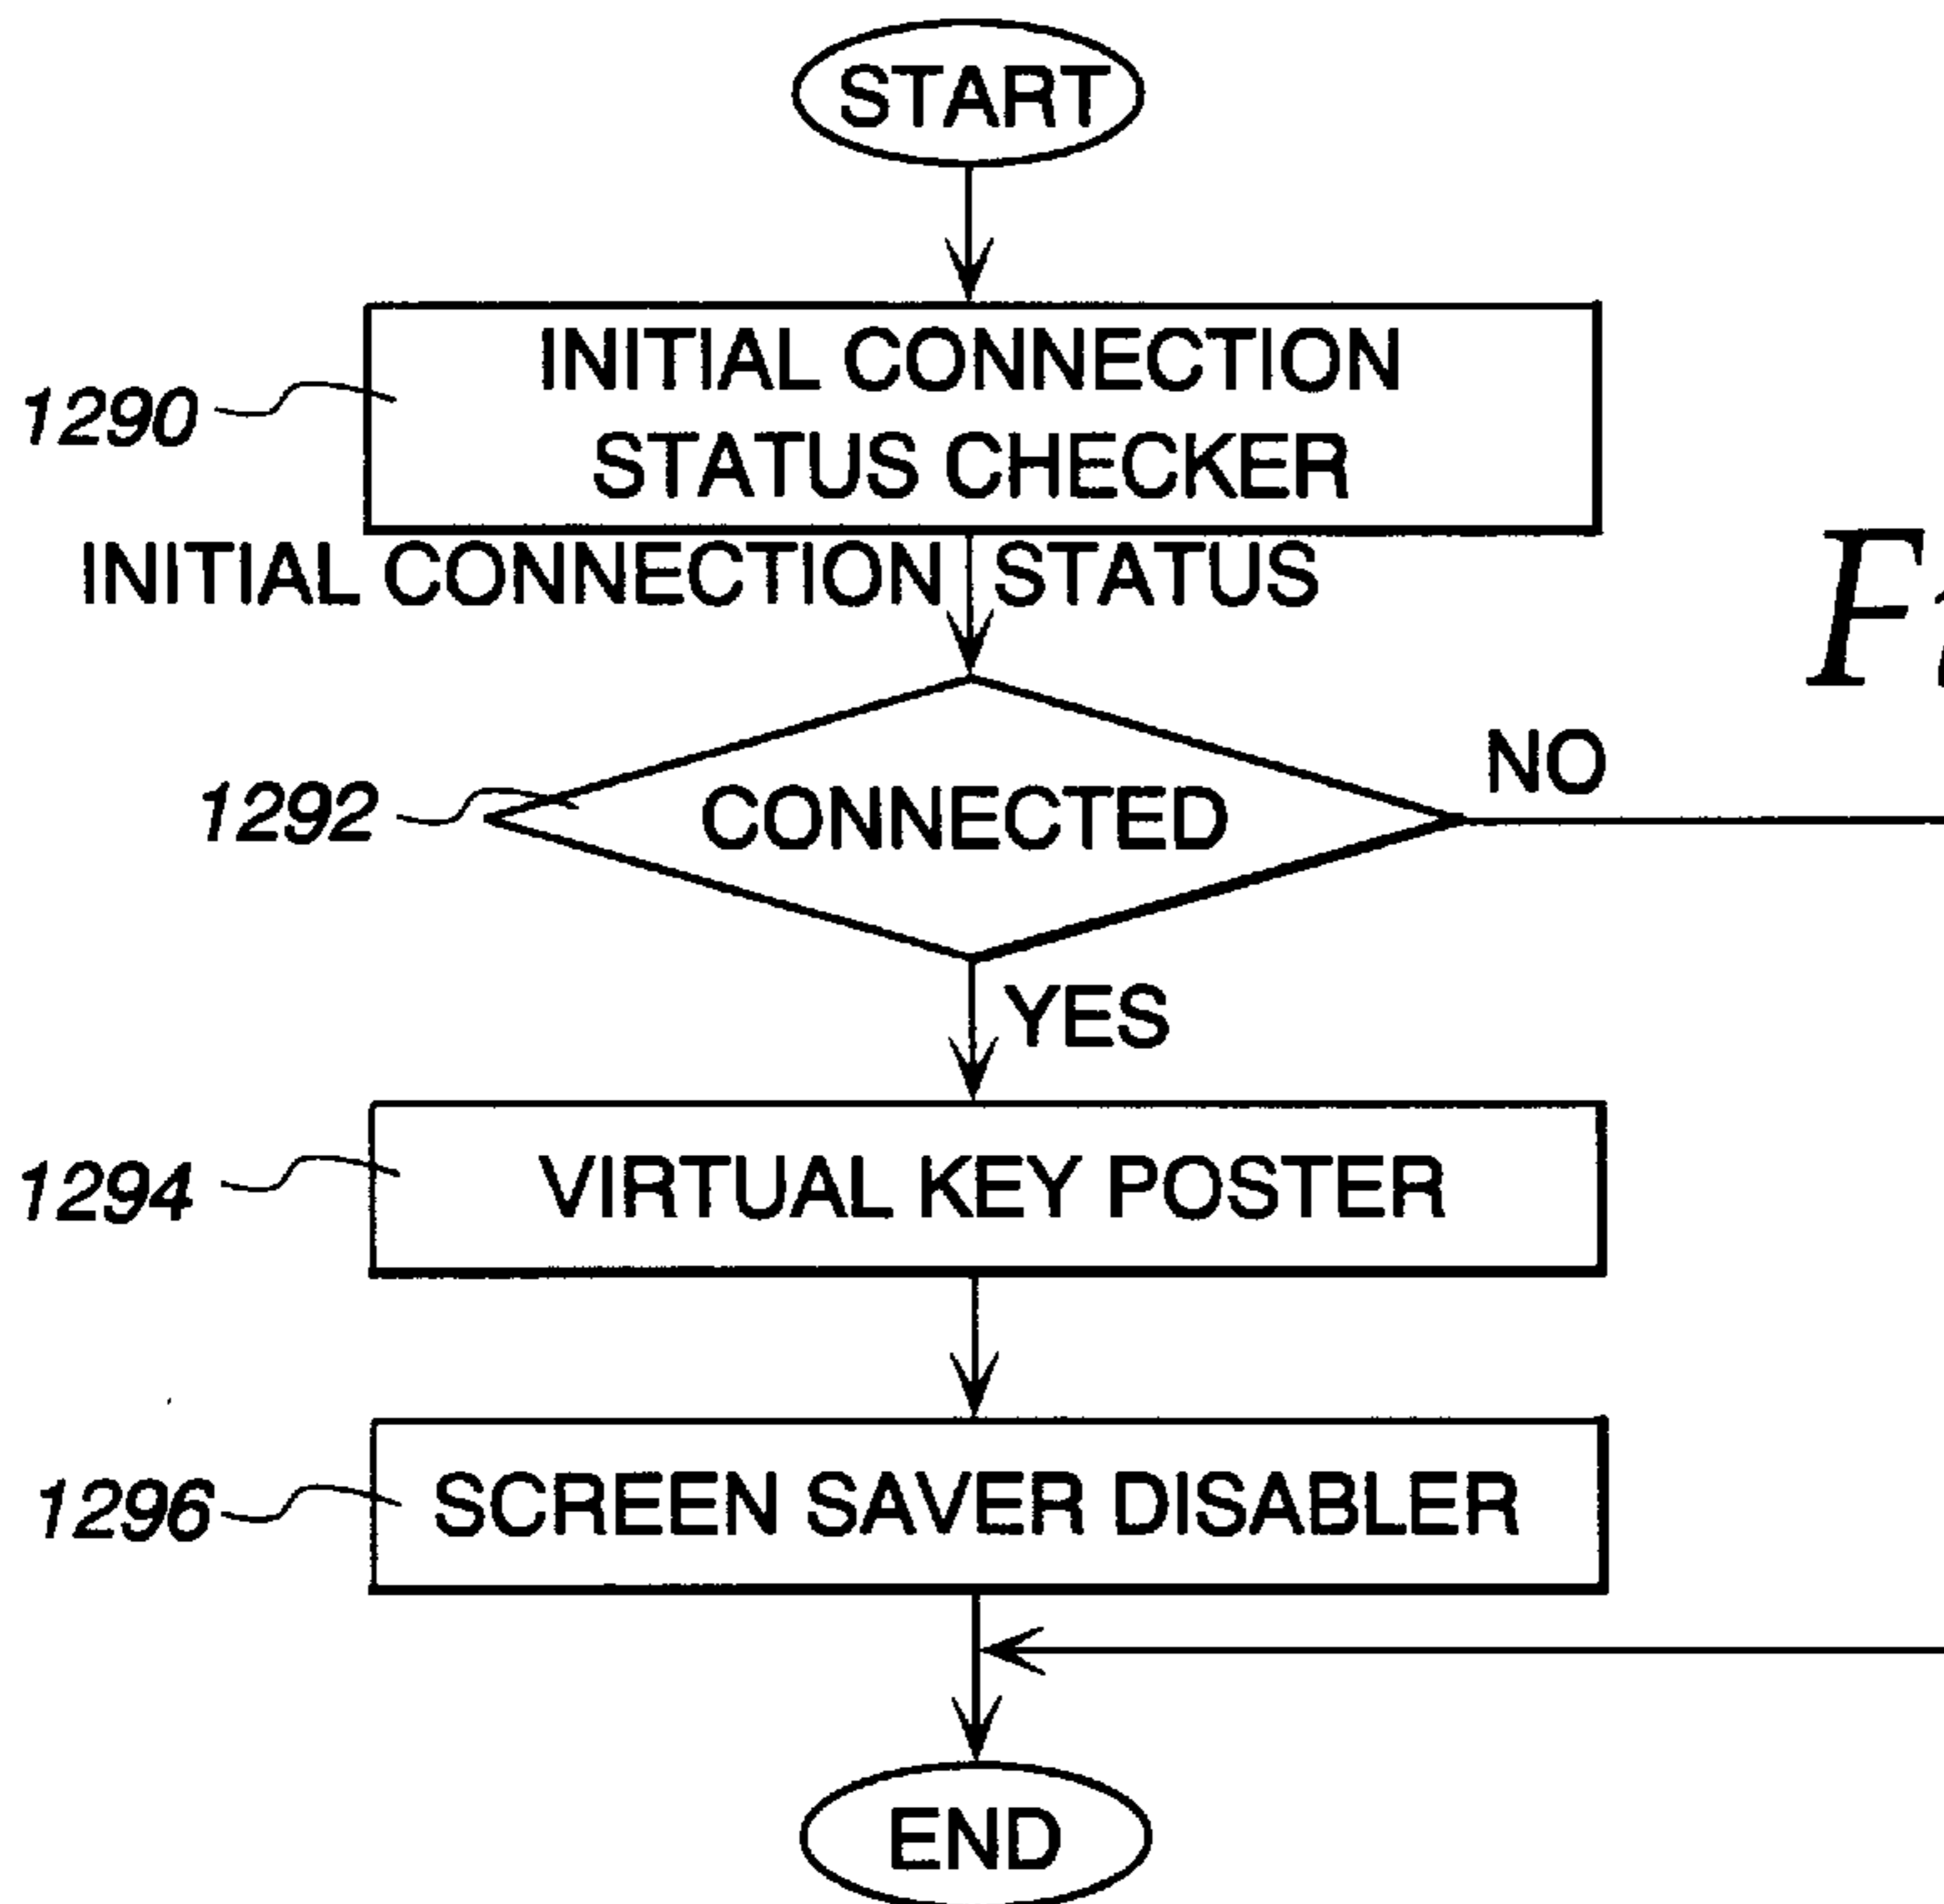 START
INITIAL CONNECTION
STATUS CHECKER
1290
INITIAL CONNECTION STATUS
NO
1292
CONNECTED
YES
1294
VIRTUAL KEY POSTER
1296
SCREEN SAVER DISABLER
END